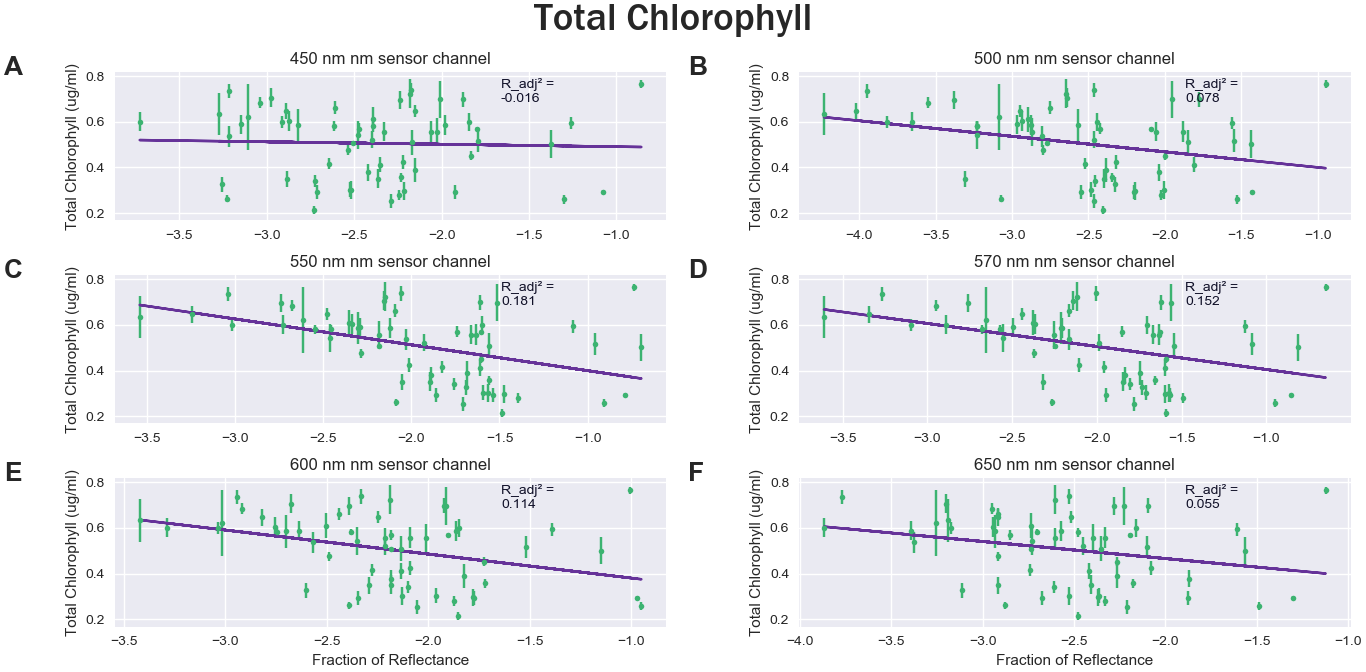 Total Chlorophyll
A
450 nm nm sensor channel
R_adj² =
-0.016
Total Chlorophyll (ug/ml)
0.8
0.6
0.4
0.2
−3.5 −3.0 −2.5 −2.0 −1.5 −1.0
B
500 nm nm sensor channel
R_adj² =
0.078
Total Chlorophyll (ug/ml)
0.8
0.6
0.4
0.2
−4.0 −3.5 −3.0 −2.5 −2.0 −1.5 −1.0
C
550 nm nm sensor channel
R_adj² =
0.181
Total Chlorophyll (ug/ml)
0.8
0.6
0.4
0.2
−3.5 −3.0 −2.5 −2.0 −1.5 −1.0
D
570 nm nm sensor channel
R_adj² =
0.152
Total Chlorophyll (ug/ml)
0.8
0.6
0.4
0.2
−3.5 −3.0 −2.5 −2.0 −1.5 −1.0
E
600 nm nm sensor channel
R_adj² =
0.114
Total Chlorophyll (ug/ml)
0.8
0.6
0.4
0.2
−3.5 −3.0 −2.5 −2.0 −1.5 −1.0
Fraction of Reflectance
F
650 nm nm sensor channel
R_adj² =
0.055
Total Chlorophyll (ug/ml)
0.8
0.6
0.4
0.2
−4.0 −3.5 −3.0 −2.5 −2.0 −1.5 −1.0
Fraction of Reflectance